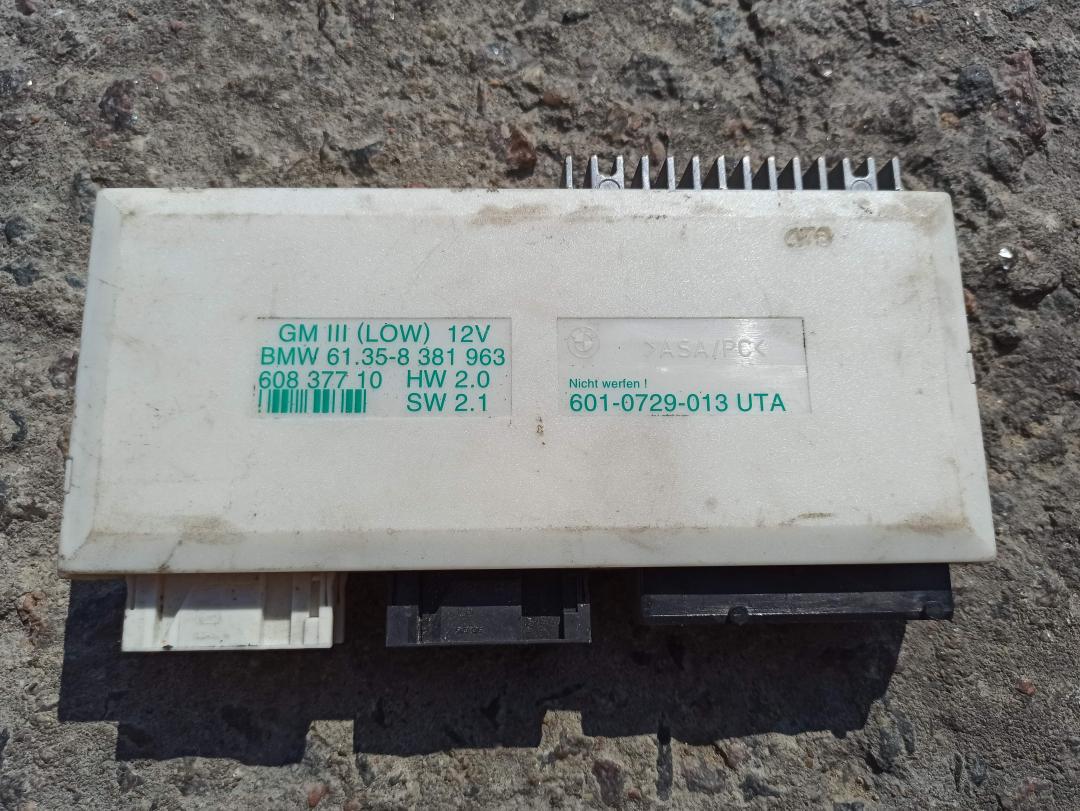 GM III (LOW) 12V
BMW 61.35-8 381 963
608 377 10 HW 2.0
SW 2.1
>ASA/PC<
Nicht werfen !
601-0729-013 UTA